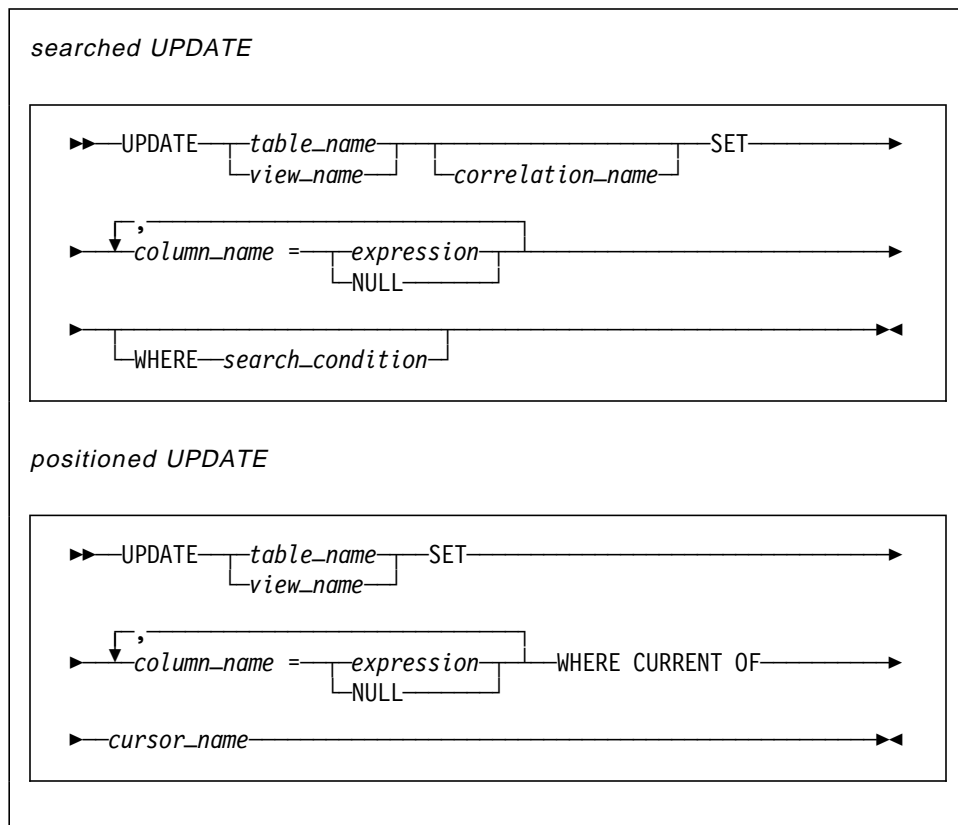 searched UPDATE
UPDATE table_name SET
view_name correlation_name
,
column_name = expression
NULL
WHERE search_condition
positioned UPDATE
UPDATE table_name SET
view_name
,
column_name = expression WHERE CURRENT OF
NULL
cursor_name